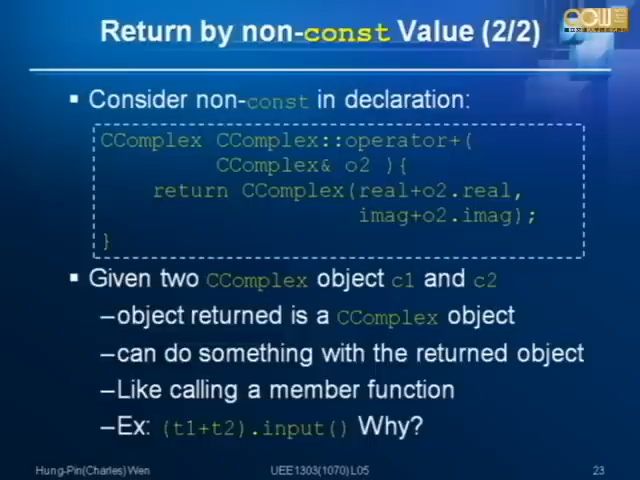 Return by non-const Value (2/2)
▪ Consider non-const in declaration:
CComplex CComplex::operator+(
CComplex& o2 ){
return CComplex(real+o2.real,
imag+o2.imag);
}
▪ Given two CComplex object c1 and c2
–object returned is a CComplex object
–can do something with the returned object
–Like calling a member function
–Ex: (t1+t2).input() Why?
Hung-Pin(Charles) Wen
UEE1303(1070) L05
23